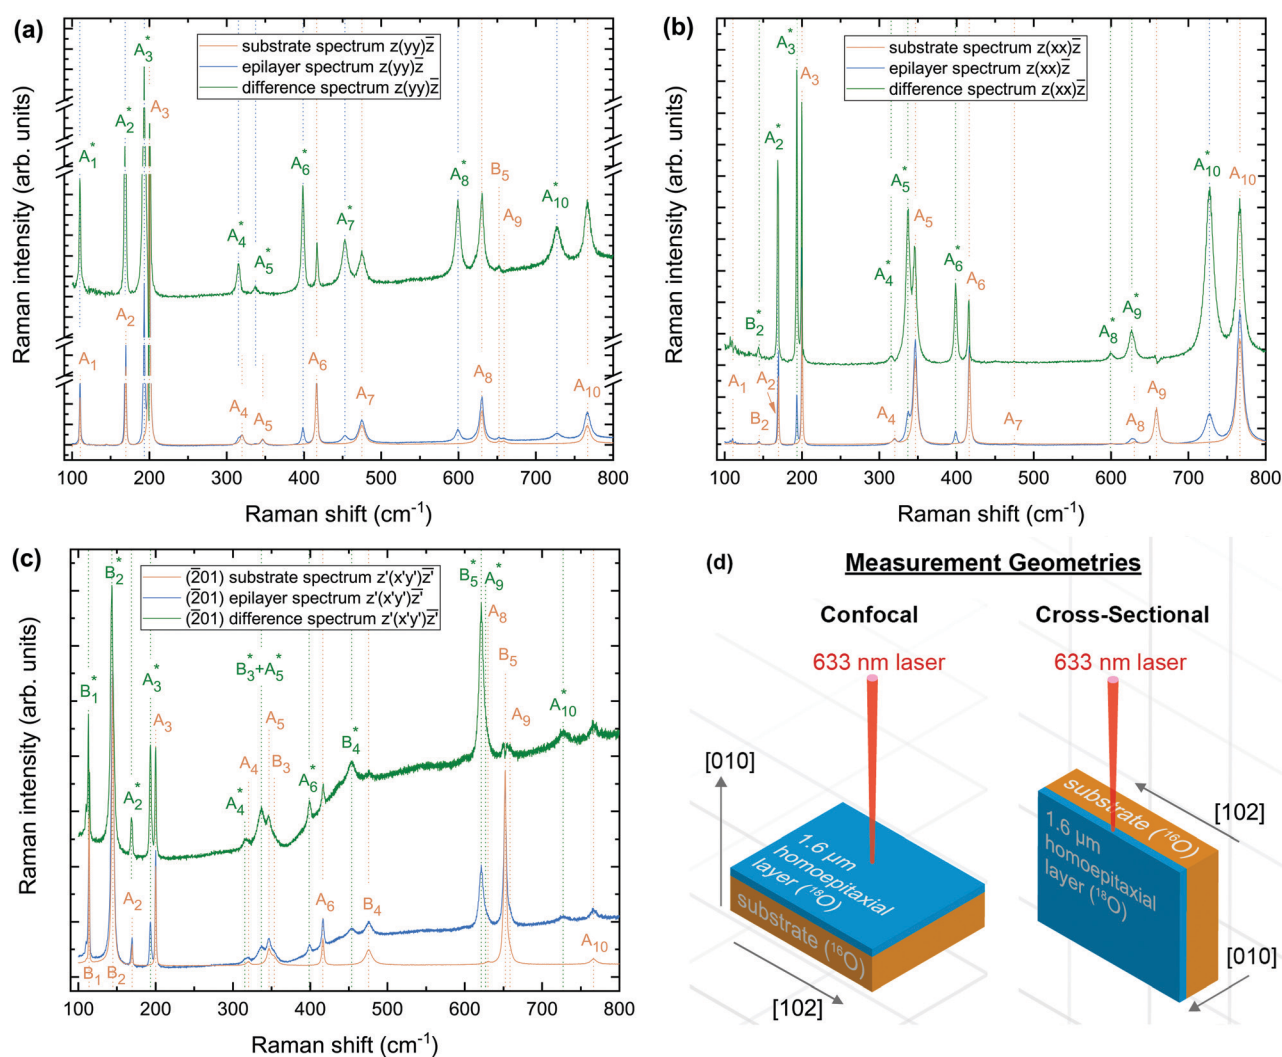 (a)
substrate spectrum z(yy)z̅
epilayer spectrum z(yy)z̅
difference spectrum z(yy)z̅
A1*
A2*
A3*
A3
A4*
A5*
A6*
A7*
A8*
B5
A9
A10*
A1
A2
A4
A5
A6
A7
A8
A10
Raman intensity (arb. units)
100 200 300 400 500 600 700 800
Raman shift (cm-1)
(b)
substrate spectrum z(xx)z̅
epilayer spectrum z(xx)z̅
difference spectrum z(xx)z̅
A3*
A3
A2*
B2*
A4*
A5*
A5
A6*
A6
A8*
A9*
A10*
A10
A1
A2
B2
A4
A7
A8
A9
Raman intensity (arb. units)
100 200 300 400 500 600 700 800
Raman shift (cm-1)
(c)
(2̅01) substrate spectrum z'(x'y')z̅'
(2̅01) epilayer spectrum z'(x'y')z̅'
(2̅01) difference spectrum z'(x'y')z̅'
B2*
B1*
A3*
A3
A2*
B3*+A5*
A5
A4
B3
A4*
A6*
B4*
B5*
A9*
A8
B5
A9
A10*
A2
B1
B2
A6
B4
A10
Raman intensity (arb. units)
100 200 300 400 500 600 700 800
Raman shift (cm-1)
(d)
Measurement Geometries
Confocal
633 nm laser
[010]
1.6 µm
homoepitaxial
layer (18O)
substrate (16O)
[102]
Cross-Sectional
633 nm laser
substrate (16O)
[102]
1.6 µm
homoepitaxial
layer (18O)
[010]